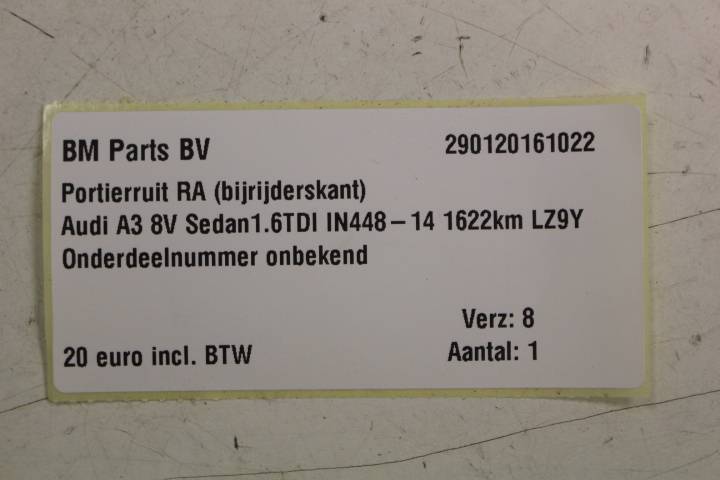 BM Parts BV 290120161022
Portierruit RA (bijrijderskant)
Audi A3 8V Sedan1.6TDI IN448-14 1622km LZ9Y
Onderdeelnummer onbekend
Verz: 8
20 euro incl. BTW Aantal: 1